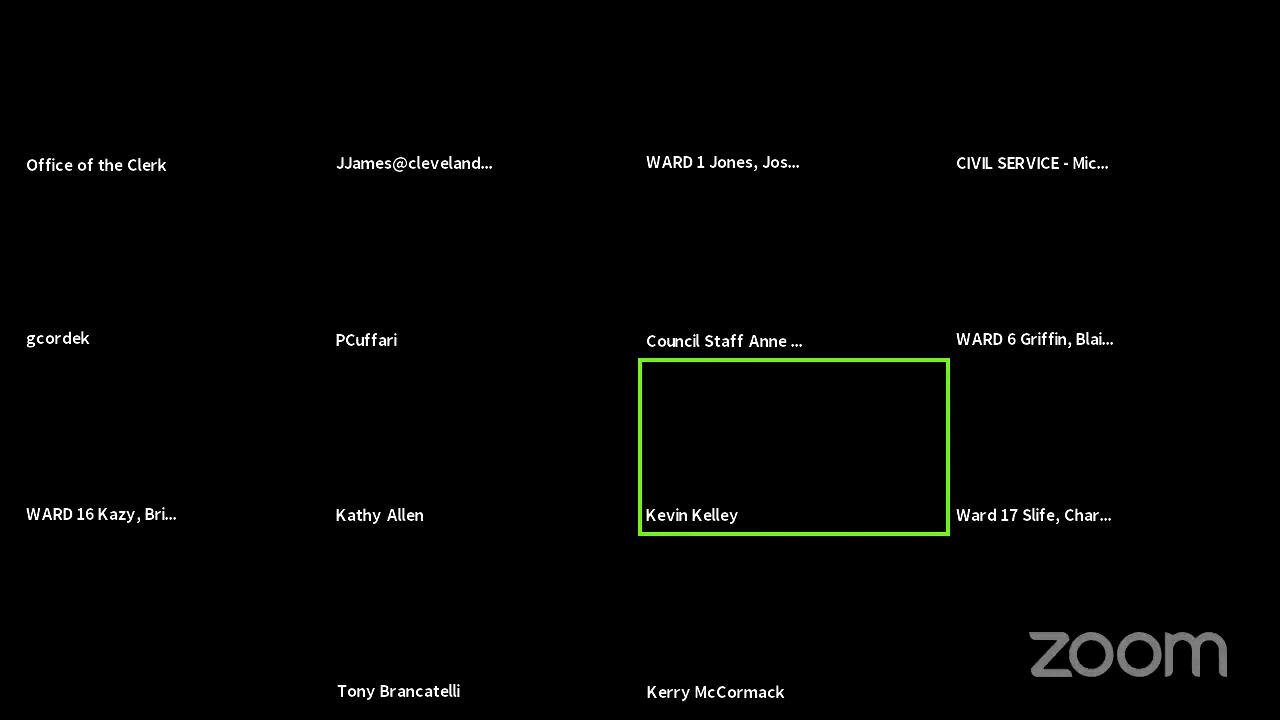 Office of the Clerk
JJames@cleveland...
WARD 1 Jones, Jos...
CIVIL SERVICE - Mic...
gcordek
PCuffari
Council Staff Anne ...
WARD 6 Griffin, Blai...
WARD 16 Kazy, Bri...
Kathy Allen
Kevin Kelley
Ward 17 Slife, Char...
Tony Brancatelli
Kerry McCormack
zoom